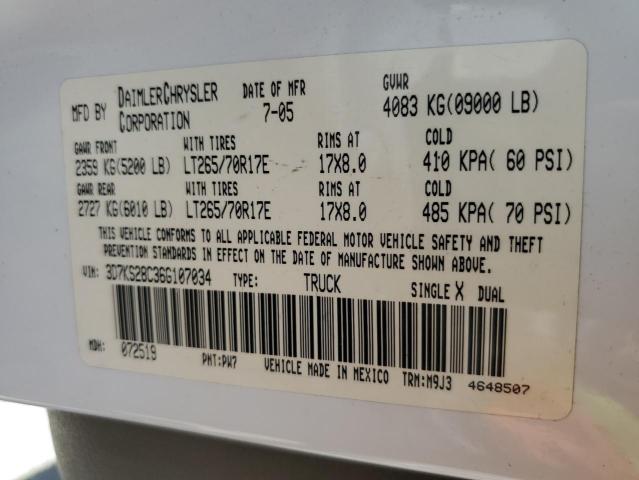 MFD BY DAIMLERCHRYSLER CORPORATION DATE OF MFR 7-05 GVWR 4083 KG(09000 LB)
GAWR FRONT WITH TIRES RIMS AT COLD
2359 KG(5200 LB) LT265/70R17E 17X8.0 410 KPA( 60 PSI)
GAWR REAR WITH TIRES RIMS AT COLD
2727 KG(6010 LB) LT265/70R17E 17X8.0 485 KPA( 70 PSI)
THIS VEHICLE CONFORMS TO ALL APPLICABLE FEDERAL MOTOR VEHICLE SAFETY AND THEFT
PREVENTION STANDARDS IN EFFECT ON THE DATE OF MANUFACTURE SHOWN ABOVE.
VIN: 3D7KS28C36G107034 TYPE: TRUCK SINGLE X DUAL
MDH: 072519 PNT:PW7 VEHICLE MADE IN MEXICO TRM:M9J3 4648507